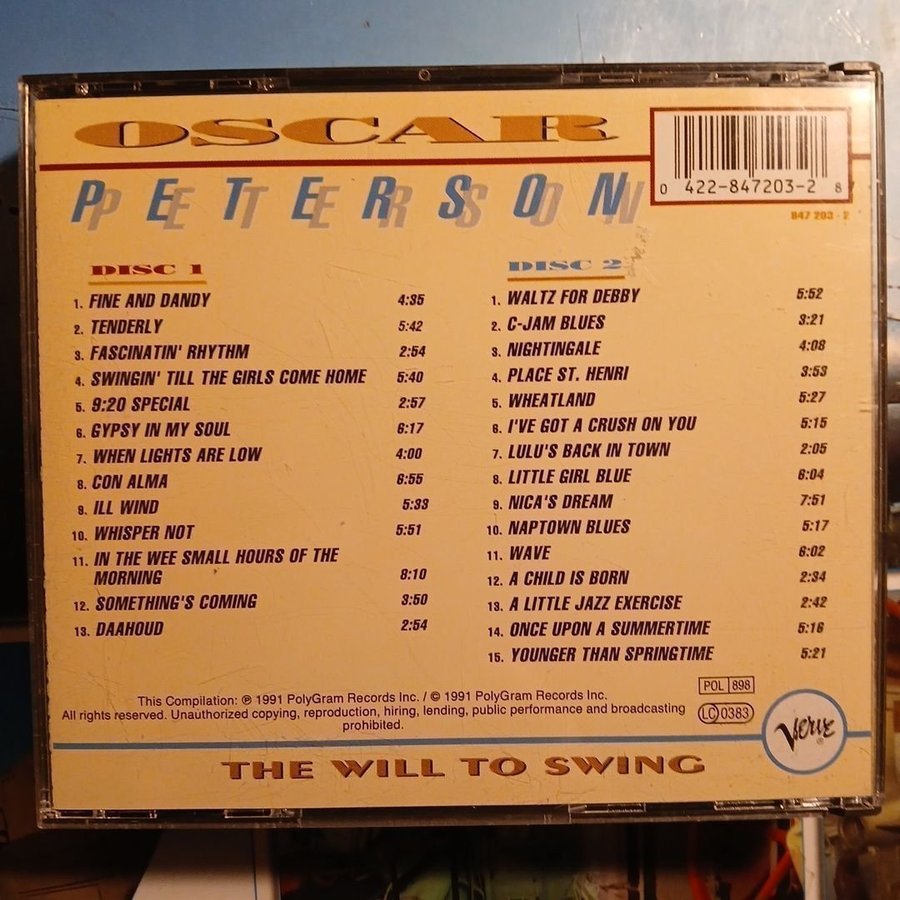 OSCAR
PETERSON
0 422-847203-2 8
847 203 - 2
DISC 1
1. FINE AND DANDY 4:35
2. TENDERLY 5:42
3. FASCINATIN' RHYTHM 2:54
4. SWINGIN' TILL THE GIRLS COME HOME 5:40
5. 9:20 SPECIAL 2:57
6. GYPSY IN MY SOUL 6:17
7. WHEN LIGHTS ARE LOW 4:00
8. CON ALMA 6:55
9. ILL WIND 5:33
10. WHISPER NOT 5:51
11. IN THE WEE SMALL HOURS OF THE
MORNING 8:10
12. SOMETHING'S COMING 3:50
13. DAAHOUD 2:54
DISC 2
1. WALTZ FOR DEBBY 5:52
2. C-JAM BLUES 3:21
3. NIGHTINGALE 4:08
4. PLACE ST. HENRI 3:53
5. WHEATLAND 5:27
6. I'VE GOT A CRUSH ON YOU 5:15
7. LULU'S BACK IN TOWN 2:05
8. LITTLE GIRL BLUE 6:04
9. NICA'S DREAM 7:51
10. NAPTOWN BLUES 5:17
11. WAVE 6:02
12. A CHILD IS BORN 2:34
13. A LITTLE JAZZ EXERCISE 2:42
14. ONCE UPON A SUMMERTIME 5:16
15. YOUNGER THAN SPRINGTIME 5:21
This Compilation: ℗ 1991 PolyGram Records Inc. / © 1991 PolyGram Records Inc.
All rights reserved. Unauthorized copying, reproduction, hiring, lending, public performance and broadcasting
prohibited.
POL 898
LC 0383
Verve ®
THE WILL TO SWING